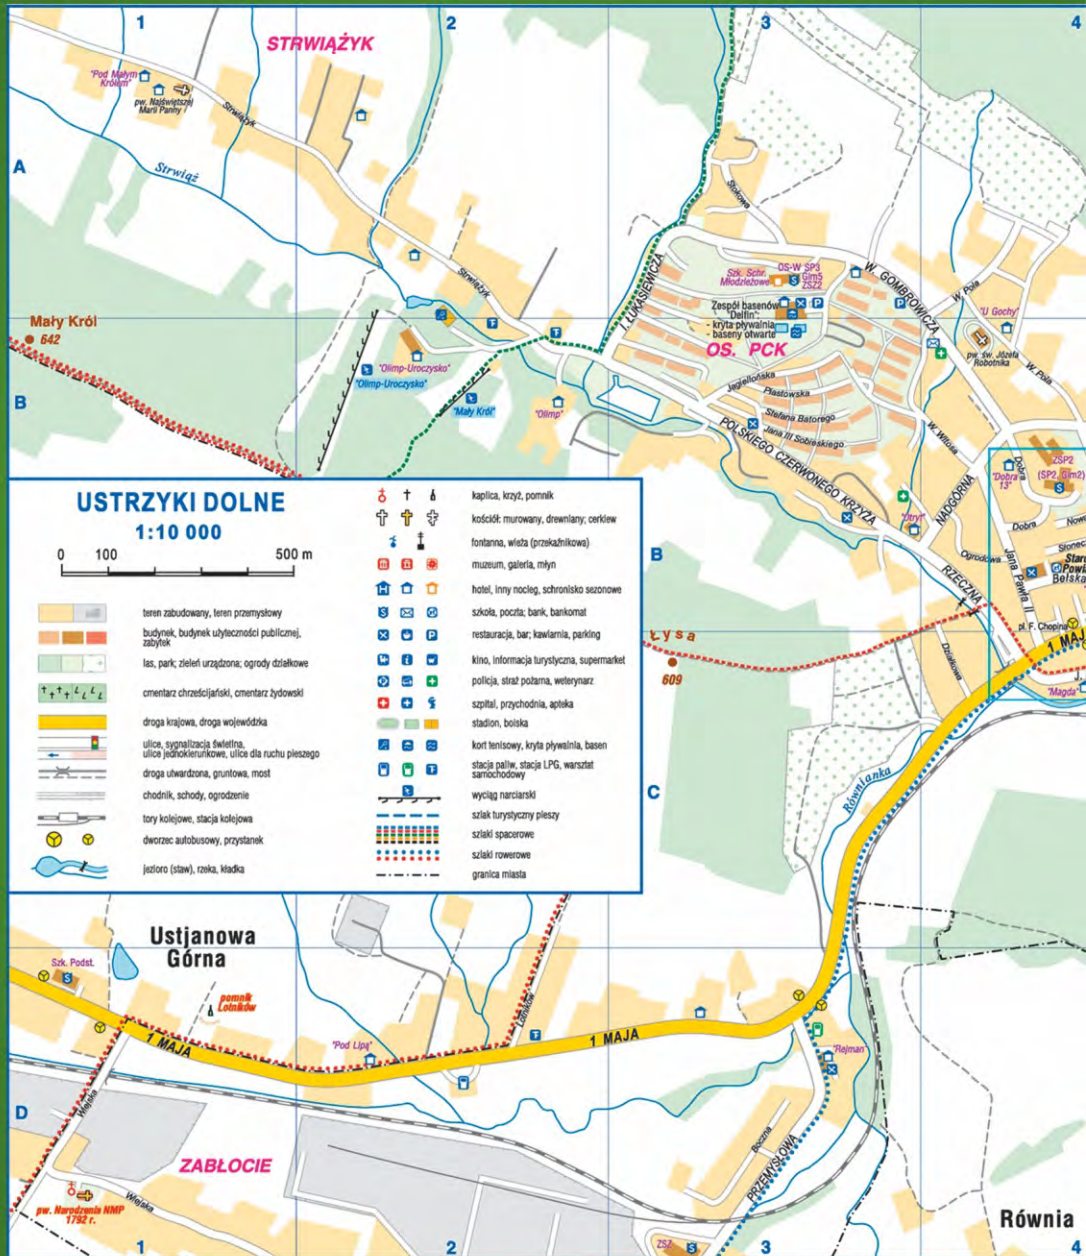 1
2
3
4
STRWIĄŻYK
"Pod Małym
Królem"
pw. Najświętszej
Marii Panny
Strwiążyk
A
Strwiąż
Stokowa
I. ŁUKASIEWICZA
OS-W SP3
Gim5
ZSZ2
Szk. Schr.
Młodzieżowe
W. GOMBROWICZA
W. Pola
Strwiążyk
Zespół basenów
"Delfin":
- kryta pływalnia
- baseny otwarte
"U Gochy"
pw. św. Józefa
Robotnika
W. Pola
Mały Król
642
OS. PCK
"Olimp-Uroczysko"
"Olimp-Uroczysko"
"Mały Król"
"Olimp"
B
Jagiellońska
Piastowska
Stefana Batorego
Jana III Sobieskiego
POLSKIEGO CZERWONEGO KRZYŻA
W. Witosa
NADGÓRNA
Dobra
ZSP2
(SP2, Gim2)
"Dobra
13"
"Otryt"
Dobra
Nowa
Ogrodowa
Jana Pawła II
Belska
RZECZNA
pl. F. Chopina
1 MAJA
Działkowa
"Magda"
B
Łysa
609
Równianka
C
USTRZYKI DOLNE
1:10 000
0 100 500 m
teren zabudowany, teren przemysłowy
budynek, budynek użyteczności publicznej,
zabytek
las, park; zieleń urządzona; ogrody działkowe
cmentarz chrześcijański, cmentarz żydowski
droga krajowa, droga wojewódzka
ulice, sygnalizacja świetlna,
ulice jednokierunkowe, ulice dla ruchu pieszego
droga utwardzona, gruntowa, most
chodnik, schody, ogrodzenie
tory kolejowe, stacja kolejowa
dworzec autobusowy, przystanek
jezioro (staw), rzeka, kładka
kaplica, krzyż, pomnik
kościół: murowany, drewniany; cerkiew
fontanna, wieża (przekaźnikowa)
muzeum, galeria, młyn
hotel, inny nocleg, schronisko sezonowe
szkoła, poczta; bank, bankomat
restauracja, bar; kawiarnia, parking
kino, informacja turystyczna, supermarket
policja, straż pożarna, weterynarz
szpital, przychodnia, apteka
stadion, boiska
kort tenisowy, kryta pływalnia, basen
stacja paliw, stacja LPG, warsztat
samochodowy
wyciąg narciarski
szlak turystyczny pieszy
szlaki spacerowe
szlaki rowerowe
granica miasta
Ustjanowa
Górna
Szk. Podst.
pomnik
Lotników
Lotników
1 MAJA
"Pod Lipą"
1 MAJA
"Rejman"
Wiejska
D
ZABŁOCIE
Boczna
PRZEMYSŁOWA
Wiejska
pw. Narodzenia NMP
1792 r.
Równia
ZSZ
1
2
3
4